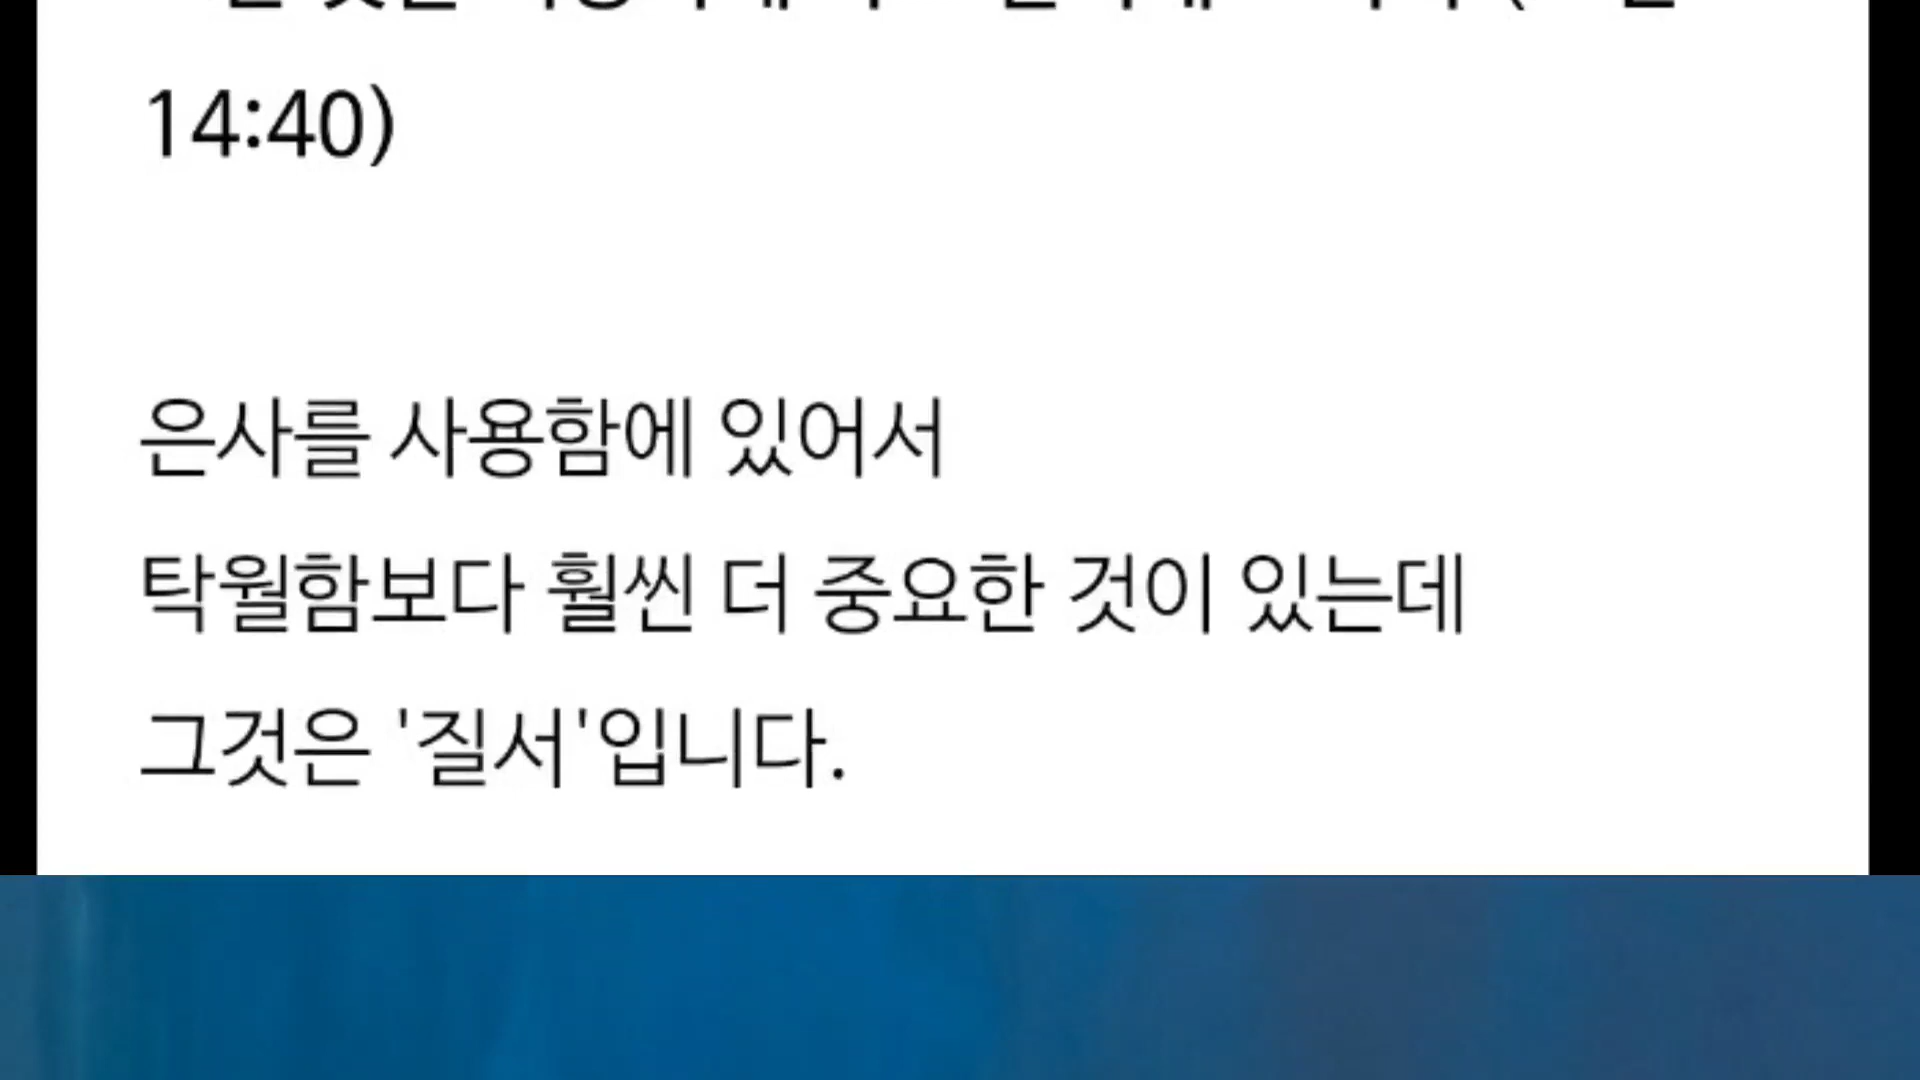 14:40)
은사를 사용함에 있어서
탁월함보다 훨씬 더 중요한 것이 있는데
그것은 '질서'입니다.